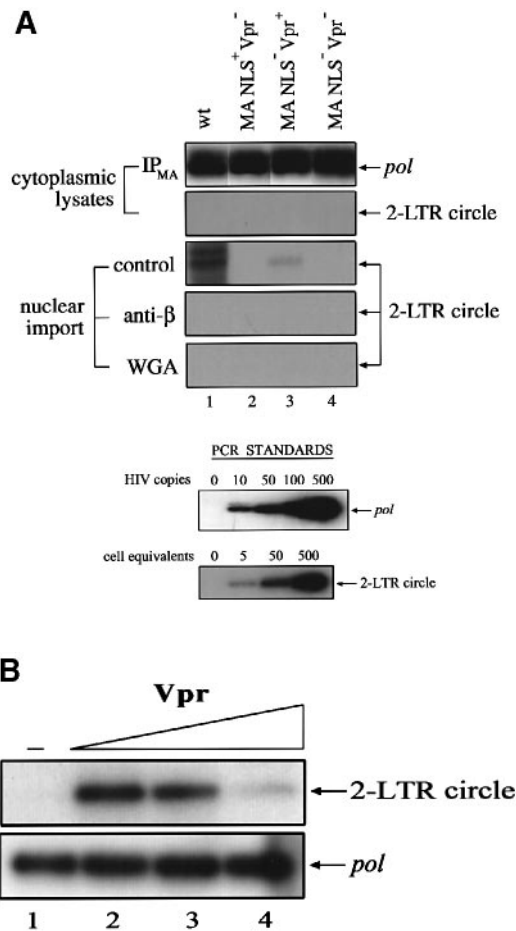 A
wt
MA NLS+ Vpr-
MA NLS- Vpr+
MA NLS- Vpr-
cytoplasmic lysates
IPMA
pol
2-LTR circle
nuclear import
control
anti-β
2-LTR circle
WGA
1 2 3 4
PCR STANDARDS
HIV copies 0 10 50 100 500
pol
cell equivalents 0 5 50 500
2-LTR circle
B
Vpr
–
2-LTR circle
pol
1 2 3 4